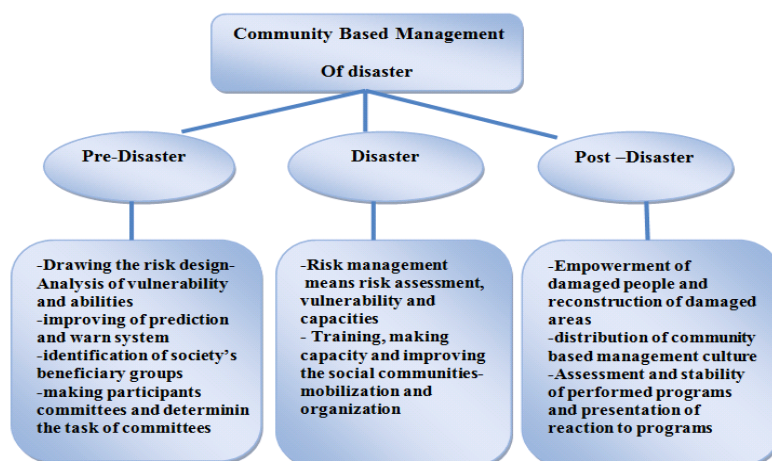 Community Based Management
Of disaster
Pre-Disaster
Disaster
Post –Disaster
-Drawing the risk design-
Analysis of vulnerability
and abilities
-improving of prediction
and warn system
-identification of society's
beneficiary groups
-making participants
committees and determinin
the task of committees
-Risk management
means risk assessment,
vulnerability and
capacities
- Training, making
capacity and improving
the social communities-
mobilization and
organization
-Empowerment of
damaged people and
reconstruction of damaged
areas
-distribution of community
based management culture
-Assessment and stability
of performed programs
and presentation of
reaction to programs